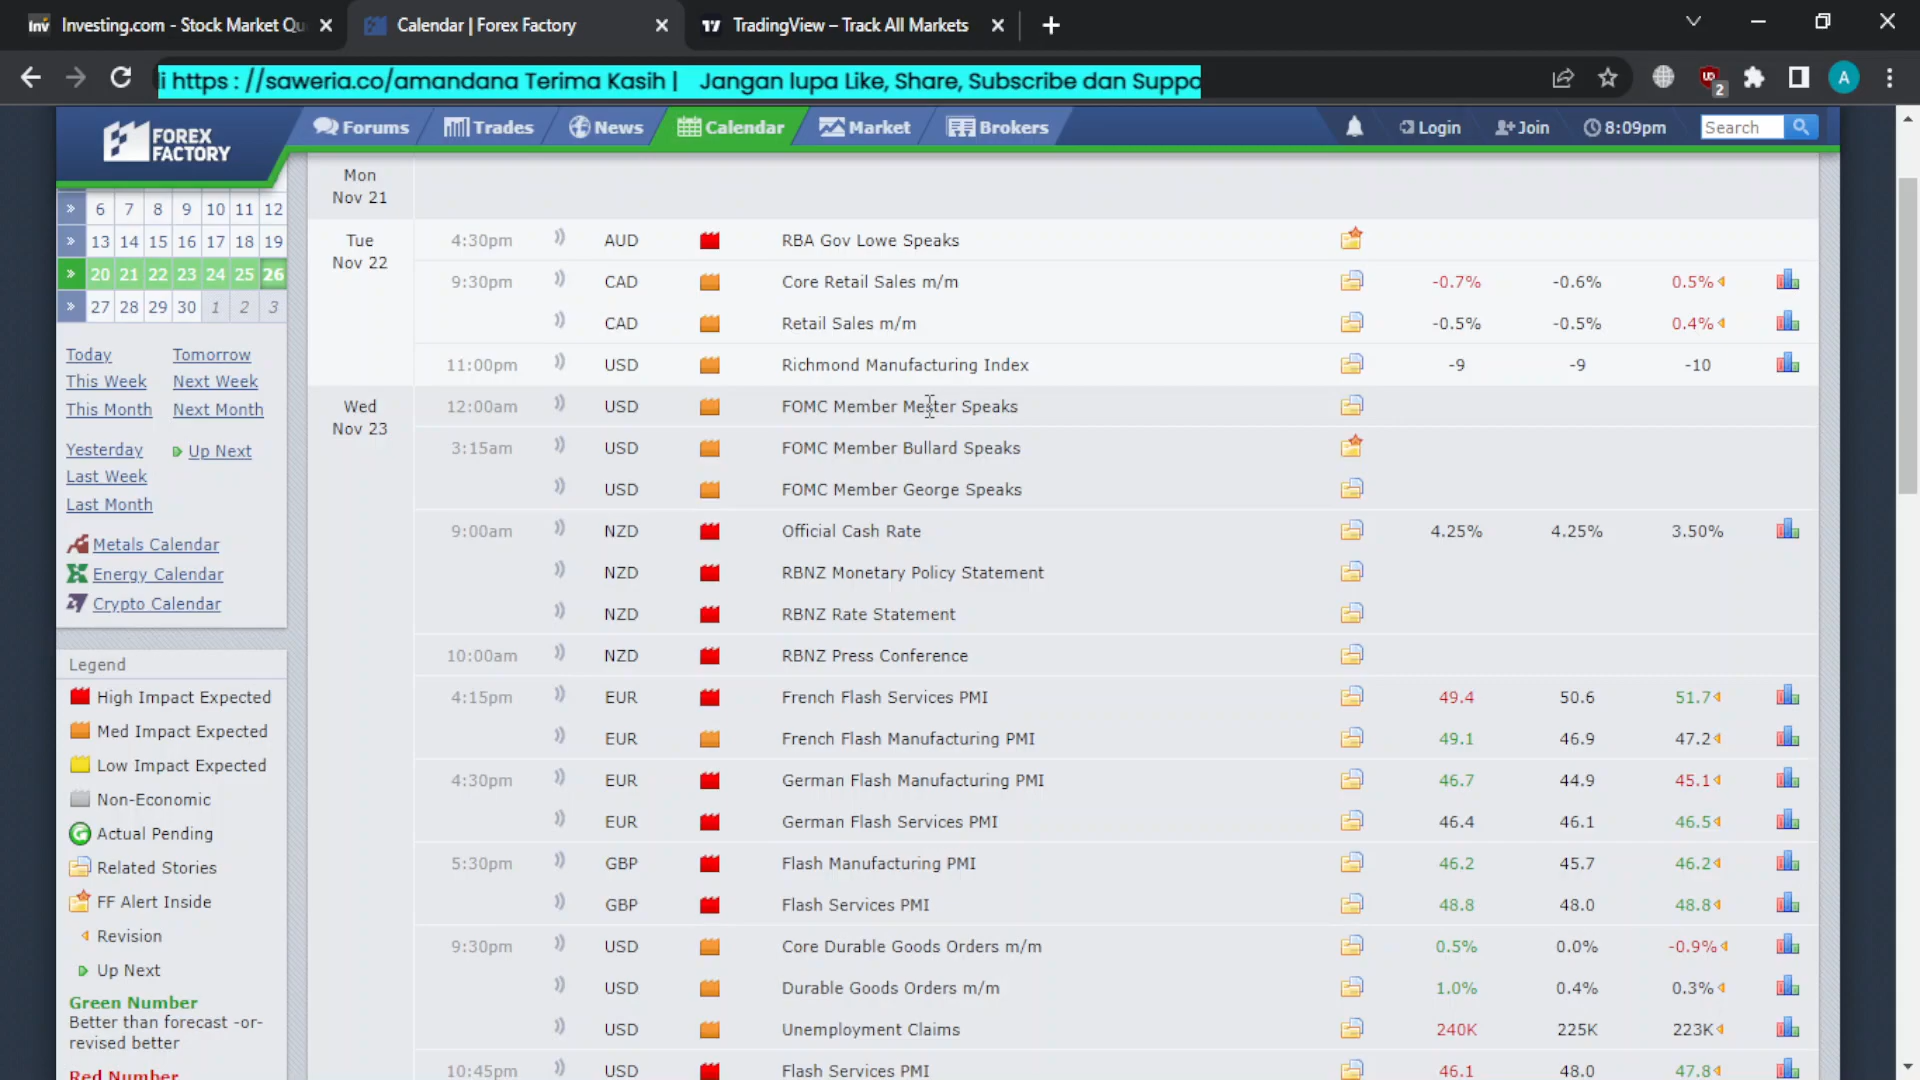 Investing.com - Stock Market Qu
Calendar | Forex Factory
TradingView – Track All Markets
https : //saweria.co/amandana Terima Kasih | Jangan lupa Like, Share, Subscribe dan Suppo
2
A
FOREX FACTORY
Forums
Trades
News
Calendar
Market
Brokers
Login
Join
8:09pm
Search
» 6 7 8 9 10 11 12
» 13 14 15 16 17 18 19
» 20 21 22 23 24 25 26
» 27 28 29 30 1 2 3
Today Tomorrow
This Week Next Week
This Month Next Month
Yesterday Up Next
Last Week
Last Month
Metals Calendar
Energy Calendar
Crypto Calendar
Legend
High Impact Expected
Med Impact Expected
Low Impact Expected
Non-Economic
Actual Pending
Related Stories
FF Alert Inside
Revision
Up Next
Green Number
Better than forecast -or-
revised better
Red Number
Mon
Nov 21
Tue
Nov 22
4:30pm AUD RBA Gov Lowe Speaks
9:30pm CAD Core Retail Sales m/m -0.7% -0.6% 0.5%
CAD Retail Sales m/m -0.5% -0.5% 0.4%
11:00pm USD Richmond Manufacturing Index -9 -9 -10
Wed
Nov 23
12:00am USD FOMC Member Mester Speaks
3:15am USD FOMC Member Bullard Speaks
USD FOMC Member George Speaks
9:00am NZD Official Cash Rate 4.25% 4.25% 3.50%
NZD RBNZ Monetary Policy Statement
NZD RBNZ Rate Statement
10:00am NZD RBNZ Press Conference
4:15pm EUR French Flash Services PMI 49.4 50.6 51.7
EUR French Flash Manufacturing PMI 49.1 46.9 47.2
4:30pm EUR German Flash Manufacturing PMI 46.7 44.9 45.1
EUR German Flash Services PMI 46.4 46.1 46.5
5:30pm GBP Flash Manufacturing PMI 46.2 45.7 46.2
GBP Flash Services PMI 48.8 48.0 48.8
9:30pm USD Core Durable Goods Orders m/m 0.5% 0.0% -0.9%
USD Durable Goods Orders m/m 1.0% 0.4% 0.3%
USD Unemployment Claims 240K 225K 223K
10:45pm USD Flash Services PMI 46.1 48.0 47.8